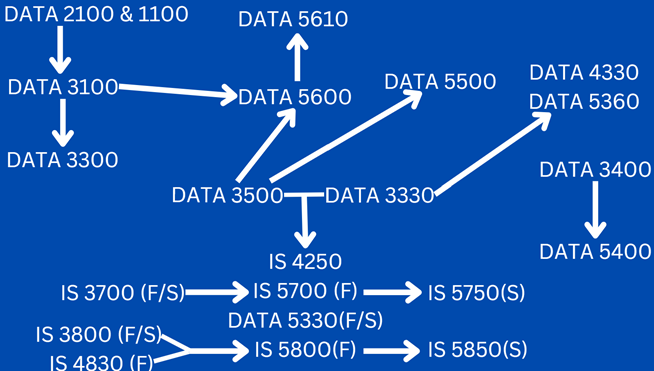 DATA 2100 & 1100
DATA 5610
DATA 4330
DATA 5500
DATA 3100
DATA 5600
DATA 5360
DATA 3300
DATA 3400
DATA 3500
DATA 3330
DATA 5400
IS 4250
IS 3700 (F/S)
IS 5700 (F)
IS 5750(S)
DATA 5330(F/S)
IS 3800 (F/S)
IS 5800(F)
IS 5850(S)
IS 4830 (F)